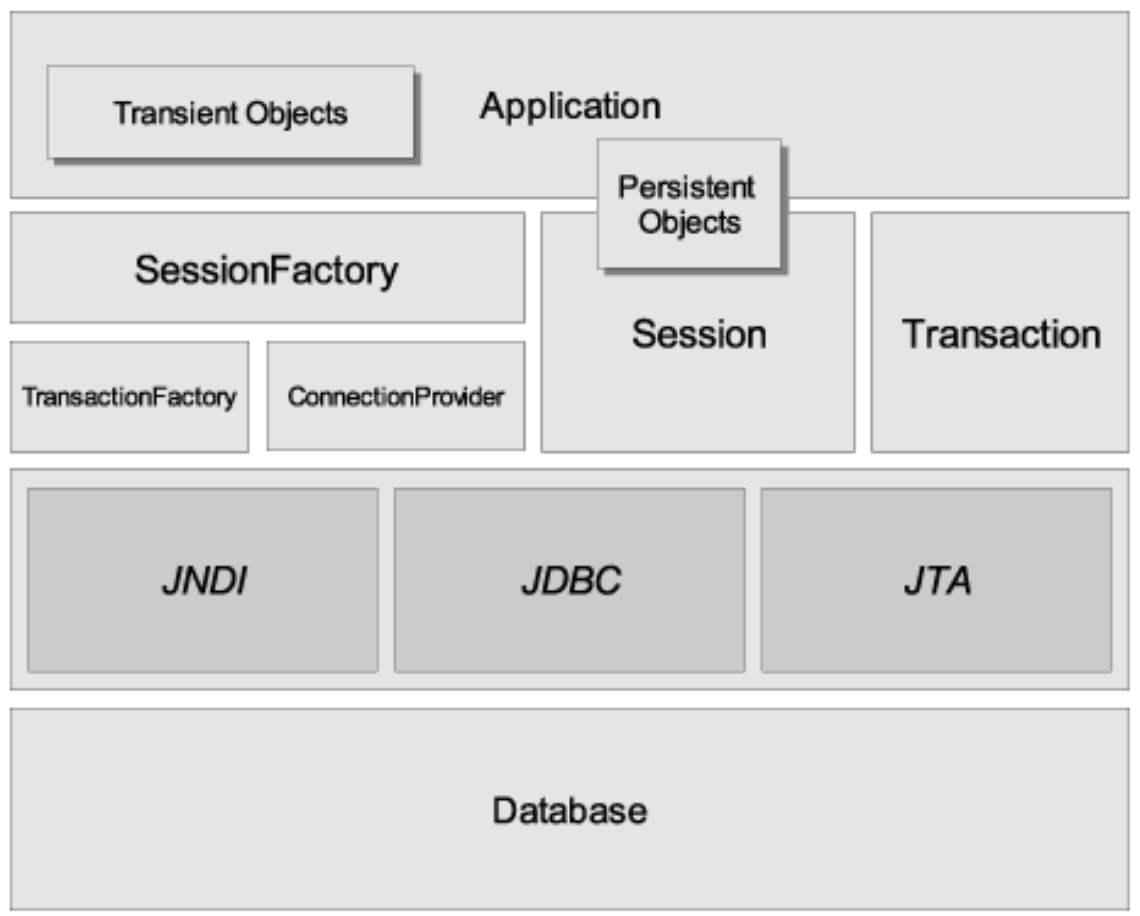 Transient Objects
Application
Persistent
Objects
SessionFactory
Session
Transaction
TransactionFactory
ConnectionProvider
JNDI
JDBC
JTA
Database